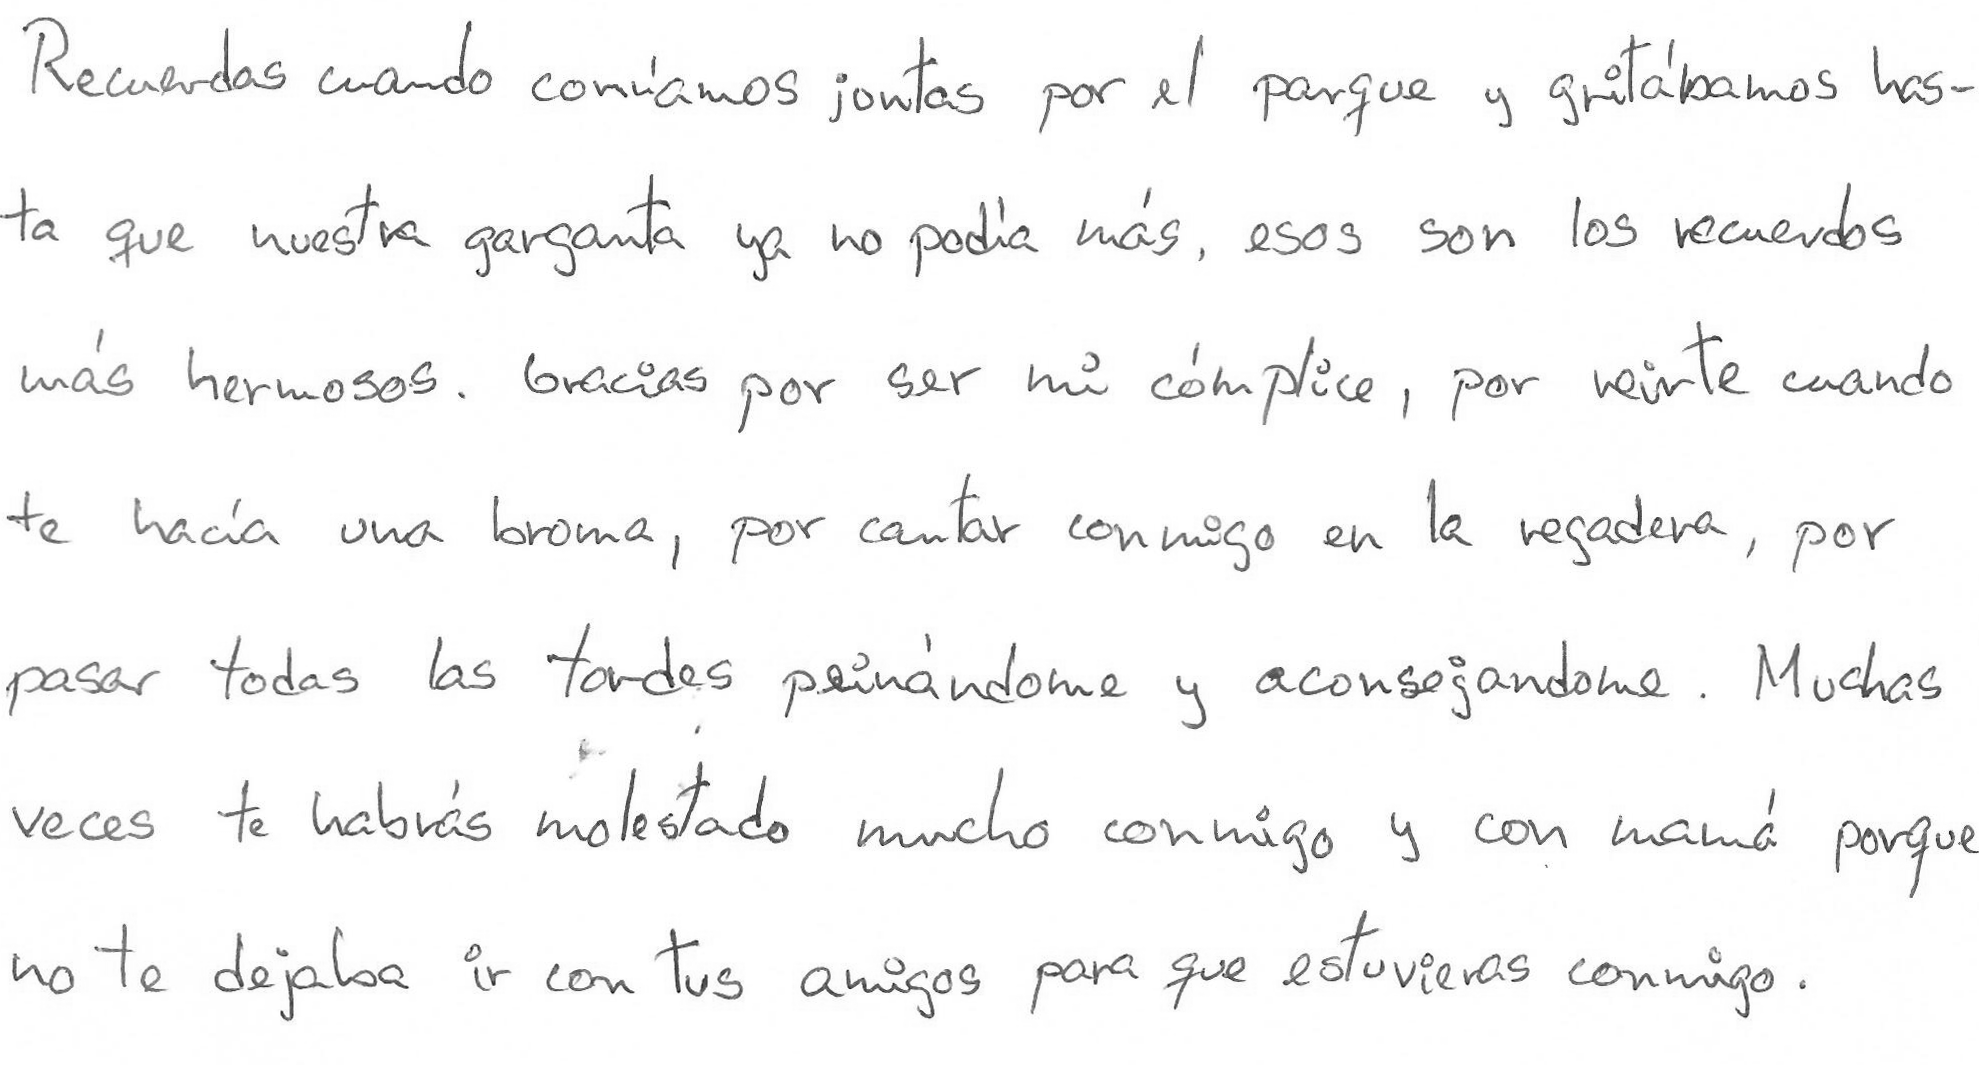 Recuerdas cuando corríamos juntas por el parque y gritábamos has-
ta que nuestra garganta ya no podía más, esos son los recuerdos
más hermosos. Gracias por ser mi cómplice, por reirte cuando
te hacía una broma, por cantar conmigo en la regadera, por
pasar todas las tardes peinándome y aconsejandome. Muchas
veces te habrás molestado mucho conmigo y con mamá porque
no te dejaba ir con tus amigos para que estuvieras conmigo.